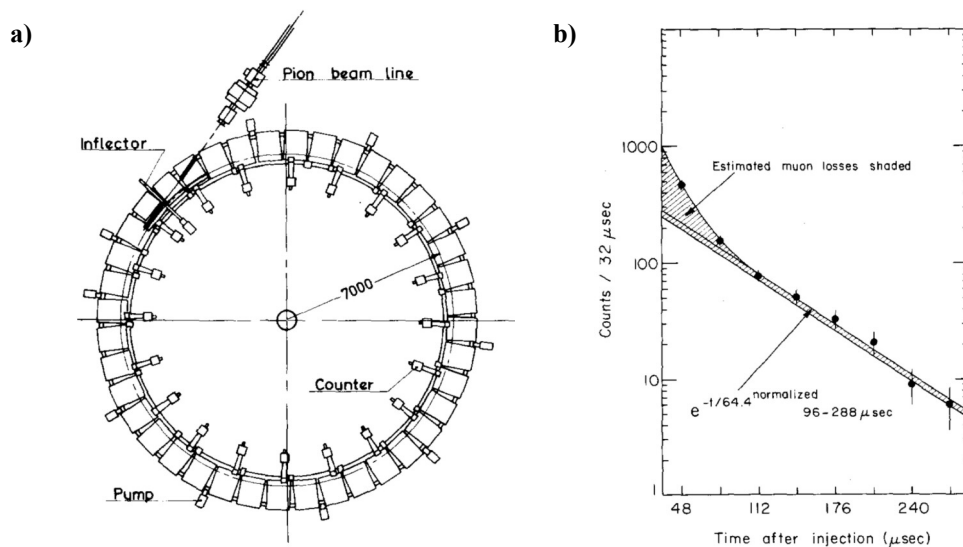 a)
Pion beam line
Inflector
7000
Counter
Pump
b)
1000
100
10
1
Counts / 32 μsec
Estimated muon losses shaded
e^-t/64.4 normalized
96-288 μsec
48 112 176 240
Time after injection (μsec)